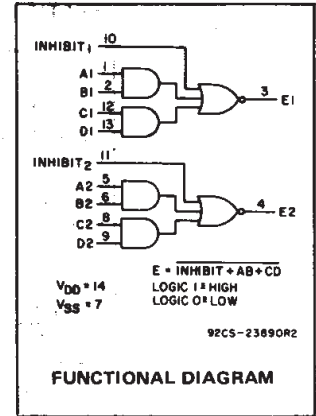 INHIBIT1 10
A1 1
B1 2
C1 12
D1 13
3 E1
INHIBIT2 11
A2 5
B2 6
C2 8
D2 9
4 E2
E = INHIBIT + AB + CD
VDD = 14 LOGIC 1 = HIGH
VSS = 7 LOGIC 0 = LOW
92CS-23890R2
FUNCTIONAL DIAGRAM